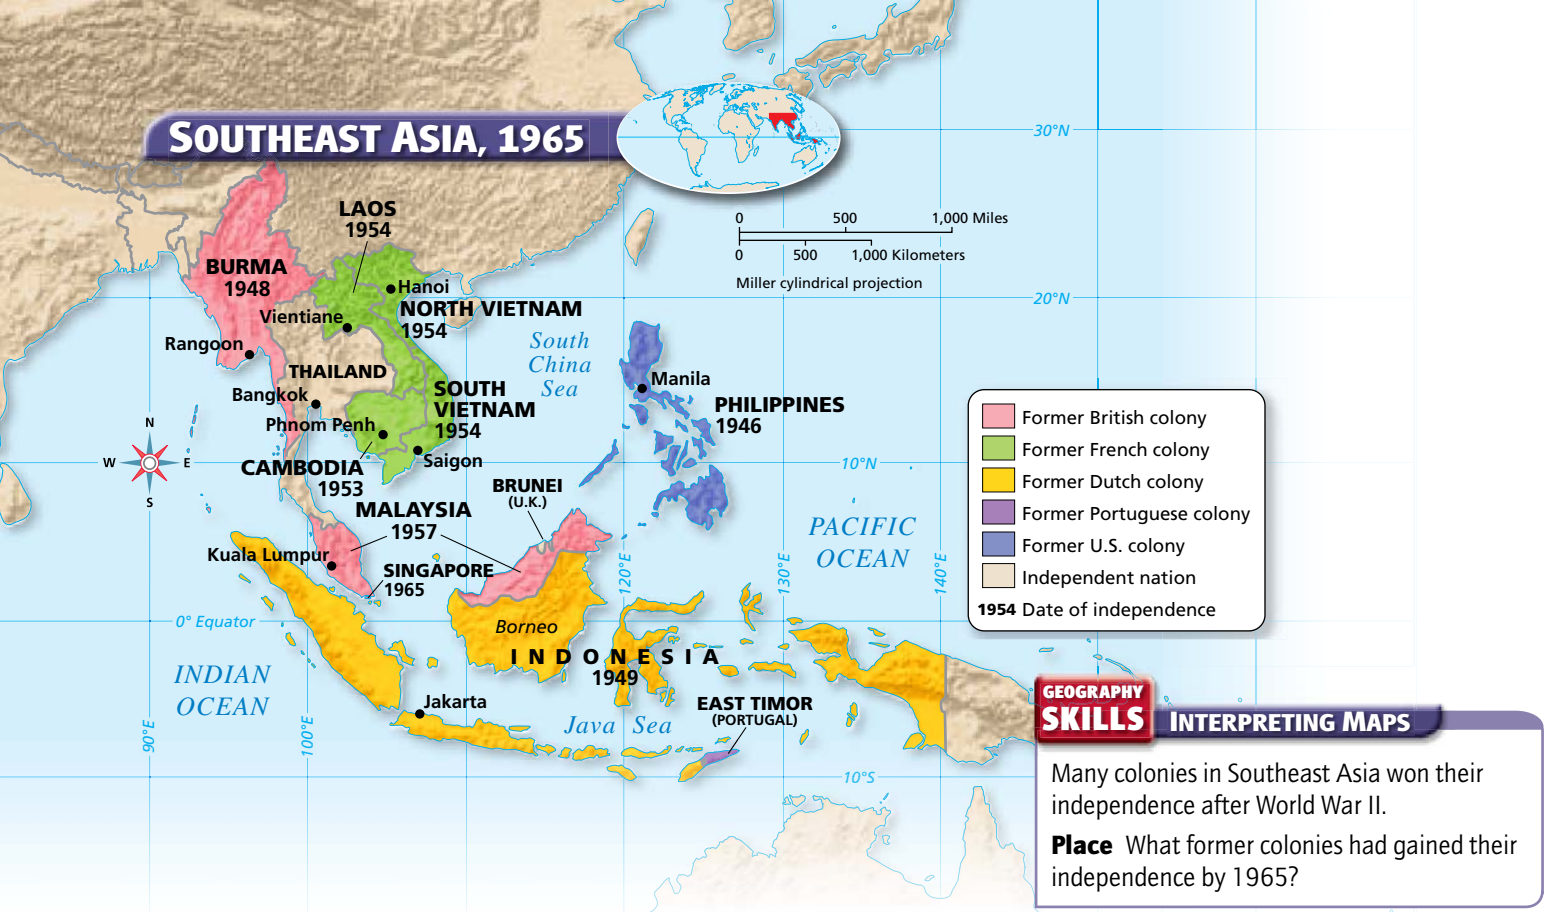 SOUTHEAST ASIA, 1965
0 500 1,000 Miles
0 500 1,000 Kilometers
Miller cylindrical projection
30°N
20°N
10°N
0° Equator
10°S
90°E
100°E
120°E
130°E
140°E
LAOS
1954
BURMA
1948
Hanoi
NORTH VIETNAM
1954
Vientiane
Rangoon
THAILAND
Bangkok
SOUTH
VIETNAM
1954
Phnom Penh
Saigon
CAMBODIA
1953
South
China
Sea
Manila
PHILIPPINES
1946
N
W E
S
BRUNEI
(U.K.)
MALAYSIA
1957
Kuala Lumpur
SINGAPORE
1965
PACIFIC
OCEAN
Borneo
INDONESIA
1949
INDIAN
OCEAN
Jakarta
Java Sea
EAST TIMOR
(PORTUGAL)
Former British colony
Former French colony
Former Dutch colony
Former Portuguese colony
Former U.S. colony
Independent nation
1954 Date of independence
GEOGRAPHY
SKILLS INTERPRETING MAPS
Many colonies in Southeast Asia won their
independence after World War II.
Place What former colonies had gained their
independence by 1965?